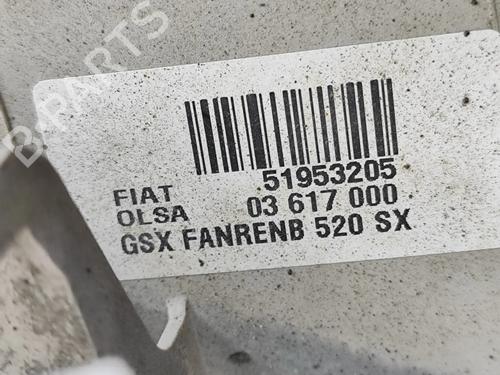 B-PARTS
51953205
FIAT
OLSA 03 617 000
GSX FANRENB 520 SX